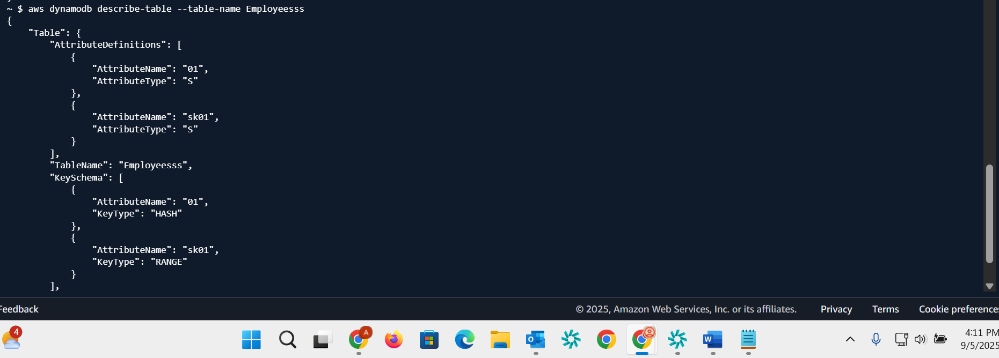 ~ $ aws dynamodb describe-table --table-name Employeesss
{
    "Table": {
        "AttributeDefinitions": [
            {
                "AttributeName": "01",
                "AttributeType": "S"
            },
            {
                "AttributeName": "sk01",
                "AttributeType": "S"
            }
        ],
        "TableName": "Employeesss",
        "KeySchema": [
            {
                "AttributeName": "01",
                "KeyType": "HASH"
            },
            {
                "AttributeName": "sk01",
                "KeyType": "RANGE"
            }
        ],
Feedback © 2025, Amazon Web Services, Inc. or its affiliates. Privacy Terms Cookie preferences
4 A 4:11 PM
9/5/2025